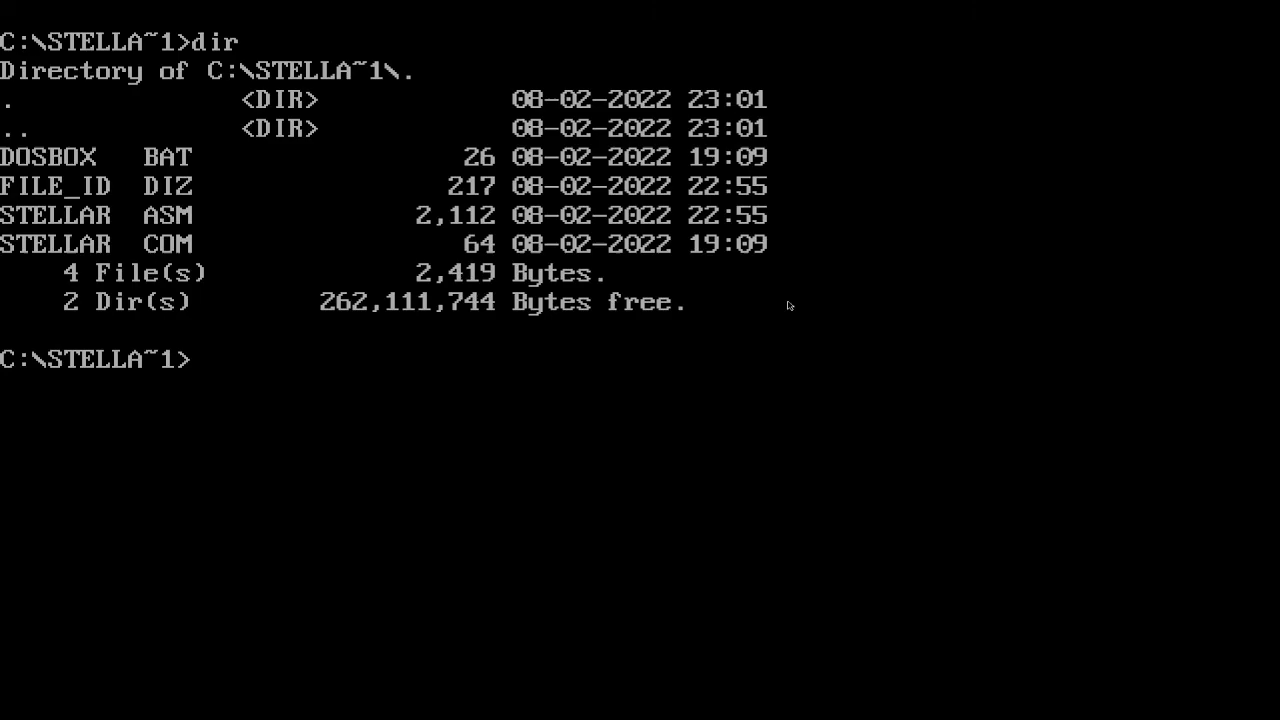 C:\STELLA~1>dir
Directory of C:\STELLA~1\.
. <DIR> 08-02-2022 23:01
.. <DIR> 08-02-2022 23:01
DOSBOX BAT 26 08-02-2022 19:09
FILE_ID DIZ 217 08-02-2022 22:55
STELLAR ASM 2,112 08-02-2022 22:55
STELLAR COM 64 08-02-2022 19:09
4 File(s) 2,419 Bytes.
2 Dir(s) 262,111,744 Bytes free.
C:\STELLA~1>